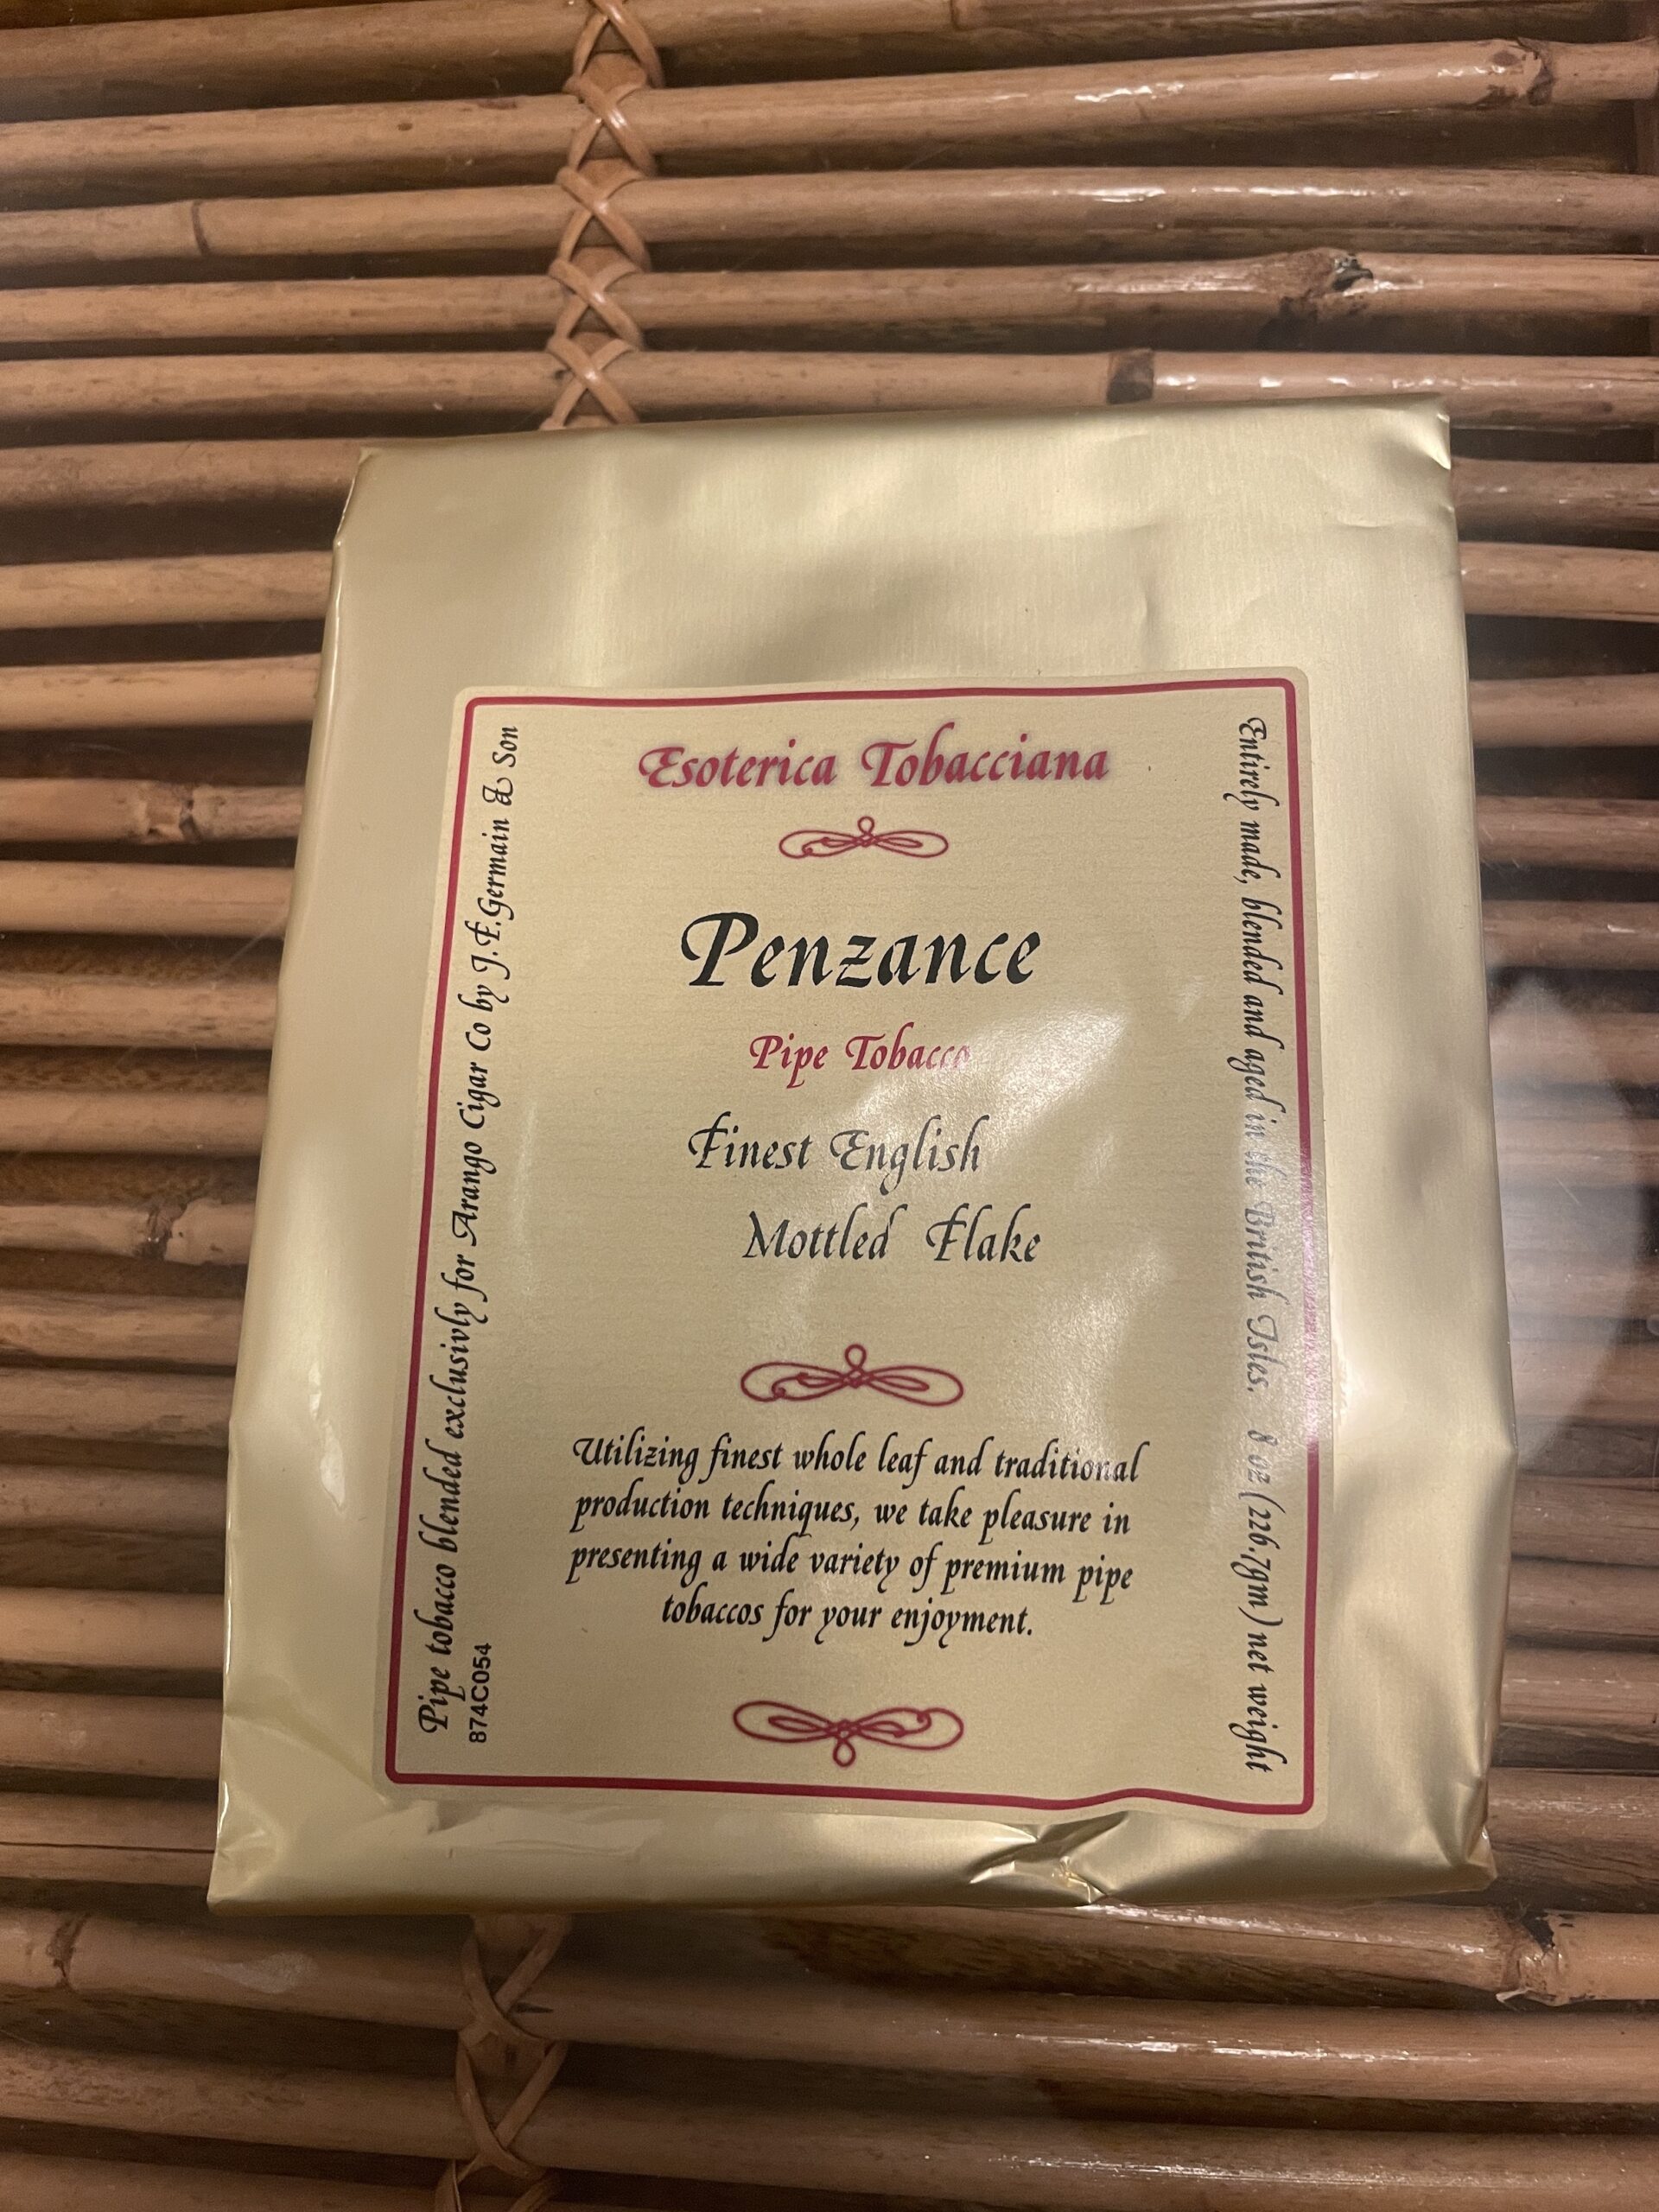 Esoterica Tobacciana
Penzance
Pipe Tobacco
Finest English
Mottled Flake
Utilizing finest whole leaf and traditional
production techniques, we take pleasure in
presenting a wide variety of premium pipe
tobaccos for your enjoyment.
Pipe tobacco blended exclusivly for Arango Cigar Co by J.F.Germain & Son
874C054
Entirely made, blended and aged in the British Isles. 8 oz (226.7gm) net weight